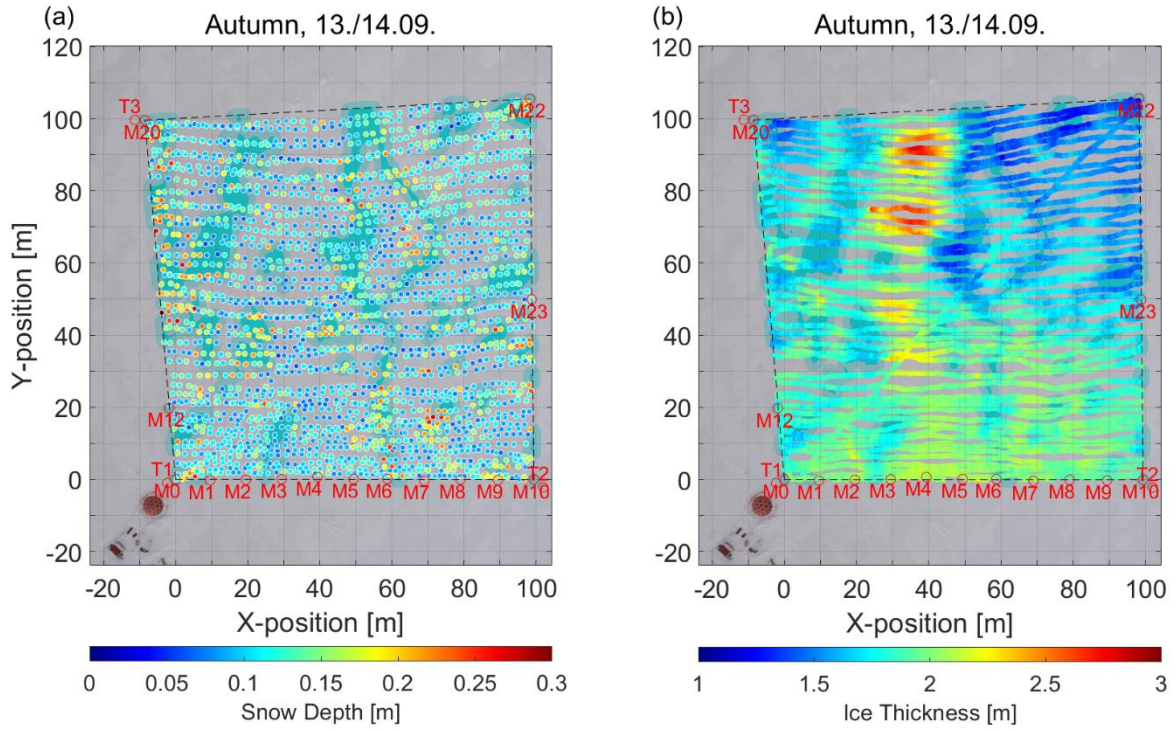 (a)
Autumn, 13./14.09.
120
100
80
60
40
20
0
-20
Y-position [m]
T3
M20
M22
M23
M12
T1
M0
M1
M2
M3
M4
M5
M6
M7
M8
M9
T2
M10
-20 0 20 40 60 80 100
X-position [m]
0 0.05 0.1 0.15 0.2 0.25 0.3
Snow Depth [m]
(b)
Autumn, 13./14.09.
120
100
80
60
40
20
0
-20
T3
M20
M22
M23
M12
T1
M0
M1
M2
M3
M4
M5
M6
M7
M8
M9
T2
M10
-20 0 20 40 60 80 100
X-position [m]
1 1.5 2 2.5 3
Ice Thickness [m]